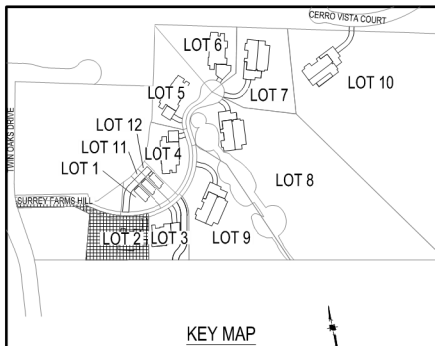 CERRO VISTA COURT
LOT 6
LOT 10
LOT 5
LOT 7
LOT 12
LOT 11
LOT 4
LOT 1
TWIN OAKS DRIVE
LOT 8
SURREY FARMS HILL
LOT 2
LOT 3
LOT 9
KEY MAP